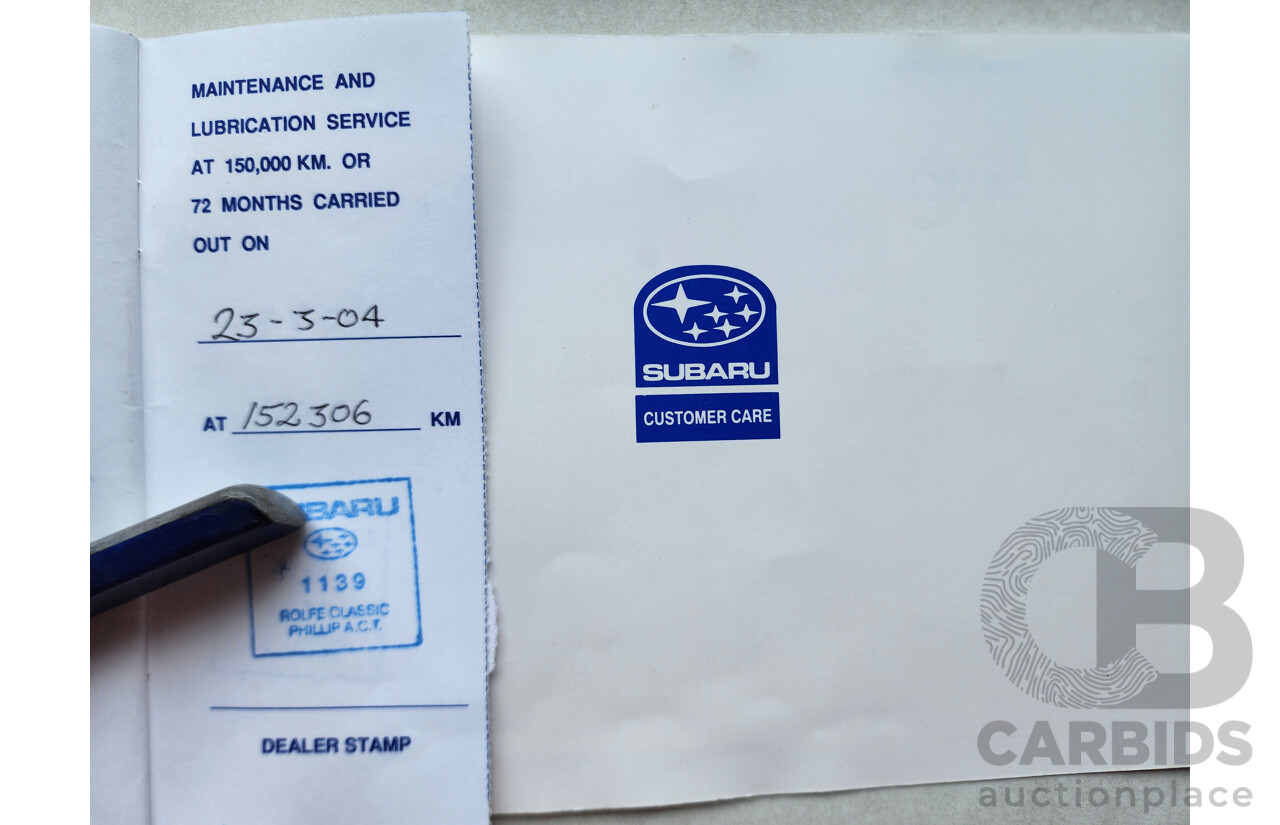 MAINTENANCE AND
LUBRICATION SERVICE
AT 150,000 KM. OR
72 MONTHS CARRIED
OUT ON
23-3-04
AT 152306 KM
1139
ROLFE CLASSIC
PHILLIP A.C.T.
DEALER STAMP
SUBARU
CUSTOMER CARE
CB
CARBIDS
auctionplace